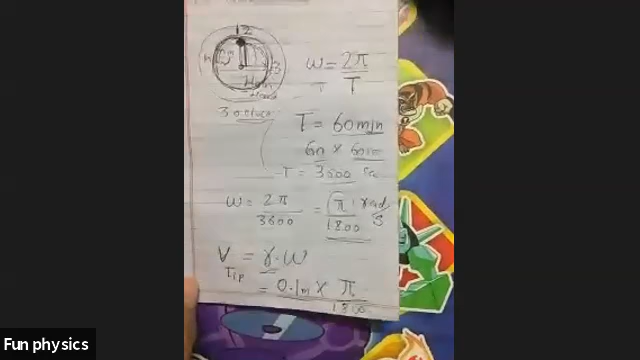 12
3
3 o'clock
ω = 2π / T
T = 60 min
60 × 60
T = 3600
ω = 2π / 3600 = π / 1800 rad/s
V tip = r. ω
= 0.1m × π / 1800
Fun physics